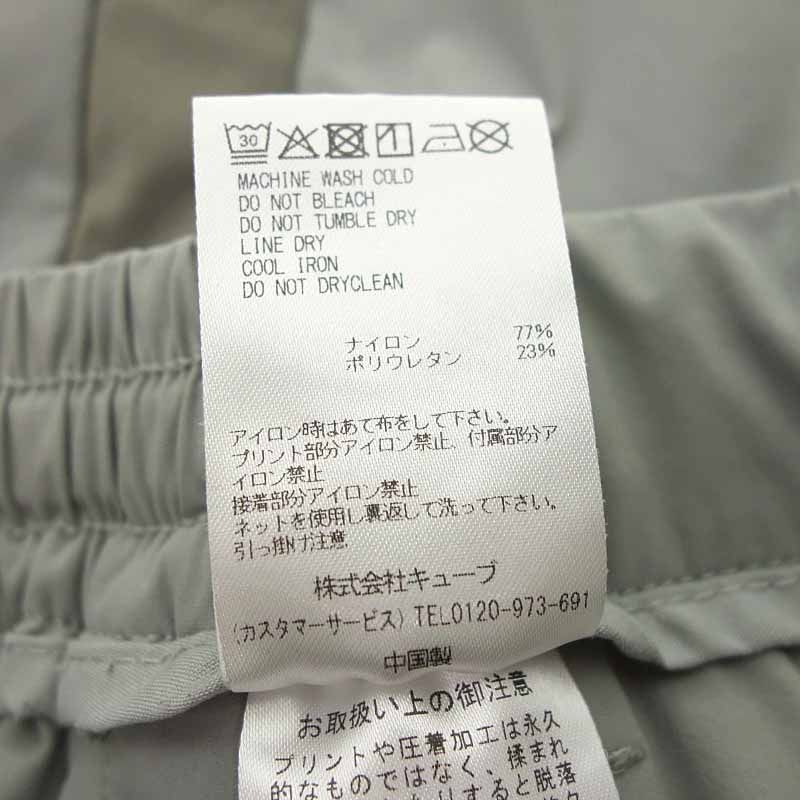 30
MACHINE WASH COLD
DO NOT BLEACH
DO NOT TUMBLE DRY
LINE DRY
COOL IRON
DO NOT DRYCLEAN
ナイロン 77%
ポリウレタン 23%
アイロン時はあて布をして下さい。
プリント部分アイロン禁止、付属部分ア
イロン禁止
接着部分アイロン禁止
ネットを使用し裏返して洗って下さい。
引っ掛け注意
株式会社キューブ
(カスタマーサービス) TEL0120-973-691
中国製
お取扱い上の御注意
プリントや圧着加工は永久
的なものではなく、揉まれ
たりすると脱落